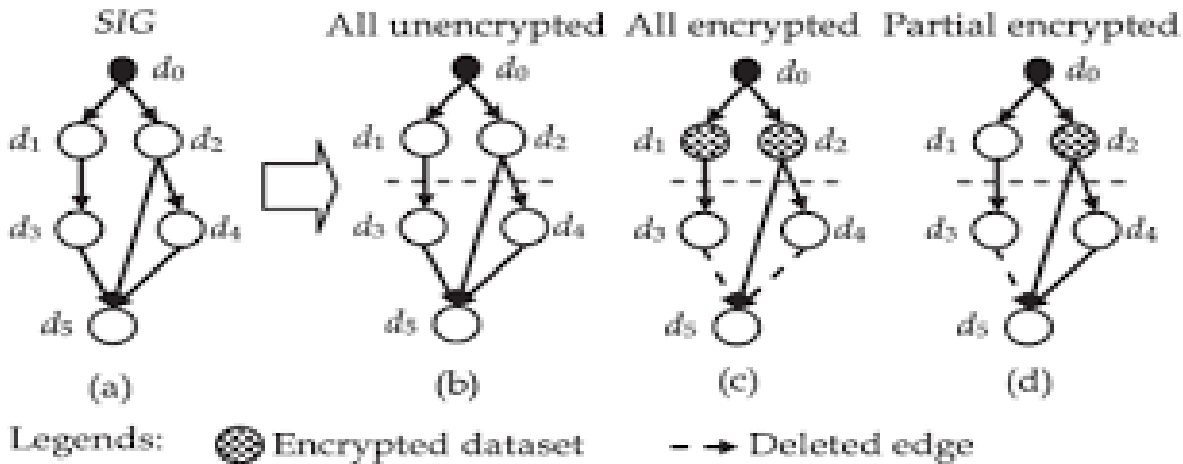 SIG All unencrypted All encrypted Partial encrypted
d0 d0 d0 d0
d1 d2 d1 d2 d1 d2 d1 d2
d3 d4 d3 d4 d3 d4 d3 d4
d5 d5 d5 d5
(a) (b) (c) (d)
Legends: Encrypted dataset Deleted edge